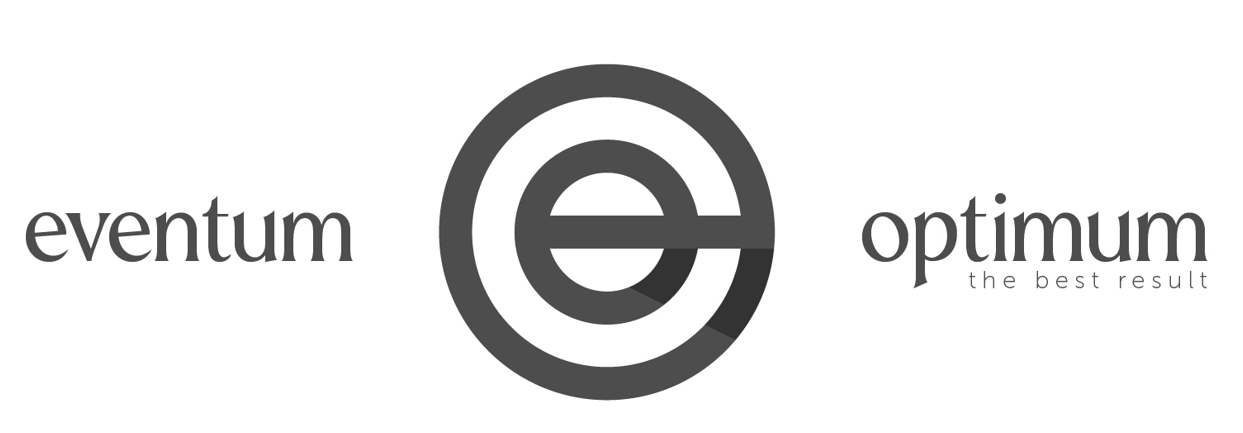 eventum
e
optimum
the best result